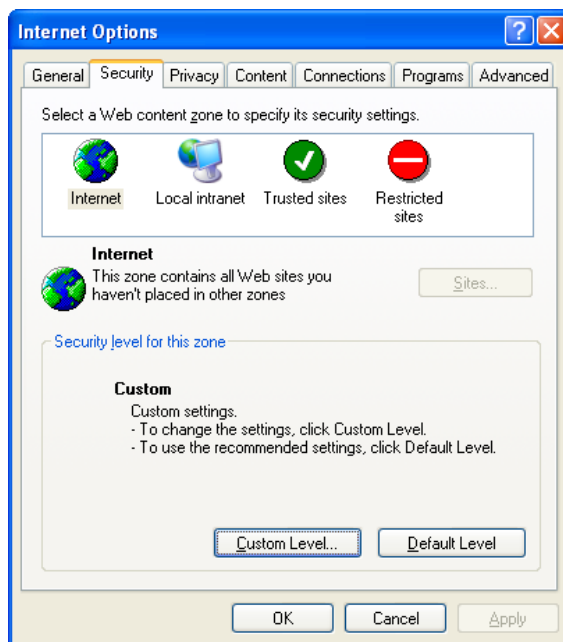 Internet Options
General Security Privacy Content Connections Programs Advanced
Select a Web content zone to specify its security settings.
Internet Local intranet Trusted sites Restricted
sites
Internet
This zone contains all Web sites you
haven't placed in other zones
Sites...
Security level for this zone
Custom
Custom settings.
- To change the settings, click Custom Level.
- To use the recommended settings, click Default Level.
Custom Level... Default Level
OK Cancel Apply